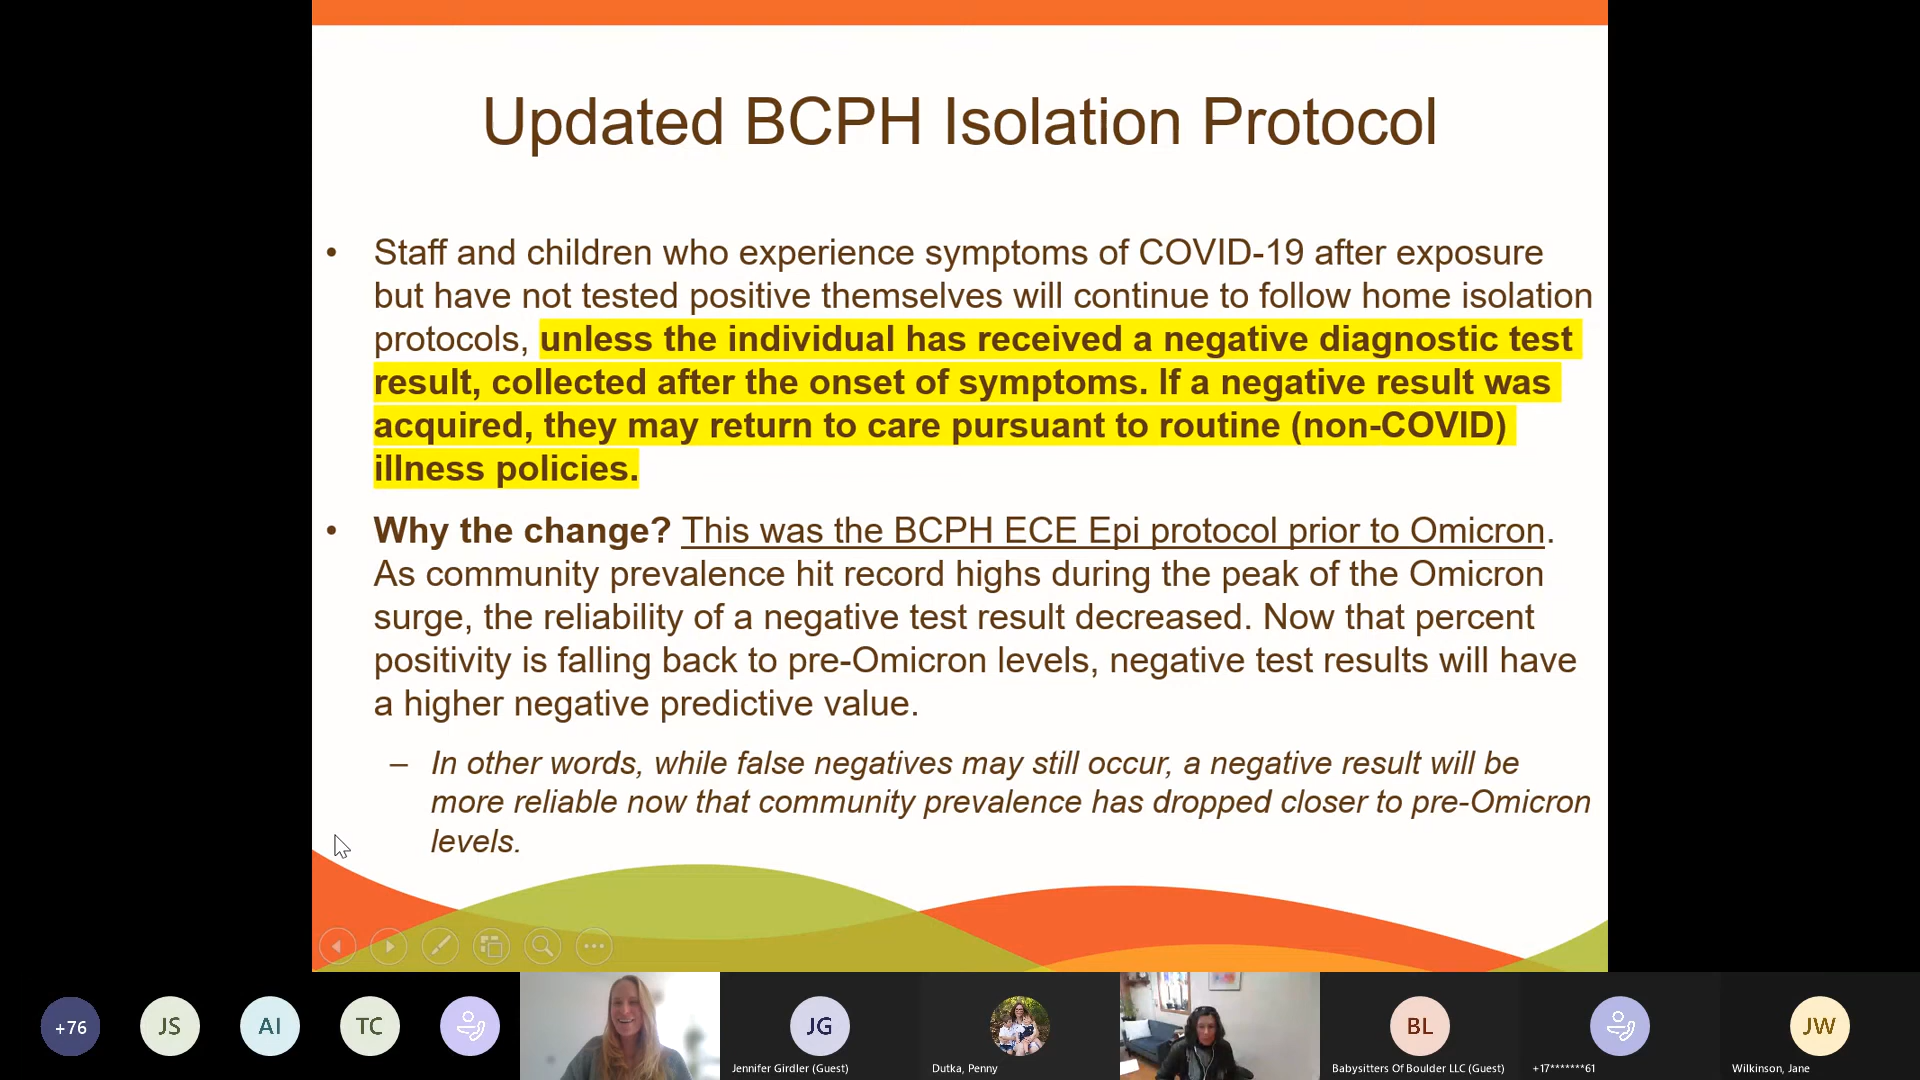 Updated BCPH Isolation Protocol
• Staff and children who experience symptoms of COVID-19 after exposure
but have not tested positive themselves will continue to follow home isolation
protocols, unless the individual has received a negative diagnostic test
result, collected after the onset of symptoms. If a negative result was
acquired, they may return to care pursuant to routine (non-COVID)
illness policies.
• Why the change? This was the BCPH ECE Epi protocol prior to Omicron.
As community prevalence hit record highs during the peak of the Omicron
surge, the reliability of a negative test result decreased. Now that percent
positivity is falling back to pre-Omicron levels, negative test results will have
a higher negative predictive value.
– In other words, while false negatives may still occur, a negative result will be
more reliable now that community prevalence has dropped closer to pre-Omicron
levels.
+76
JS
AI
TC
JG
BL
JW
Jennifer Girdler (Guest)
Dutka, Penny
Babysitters Of Boulder LLC (Guest)
+17*******61
Wilkinson, Jane